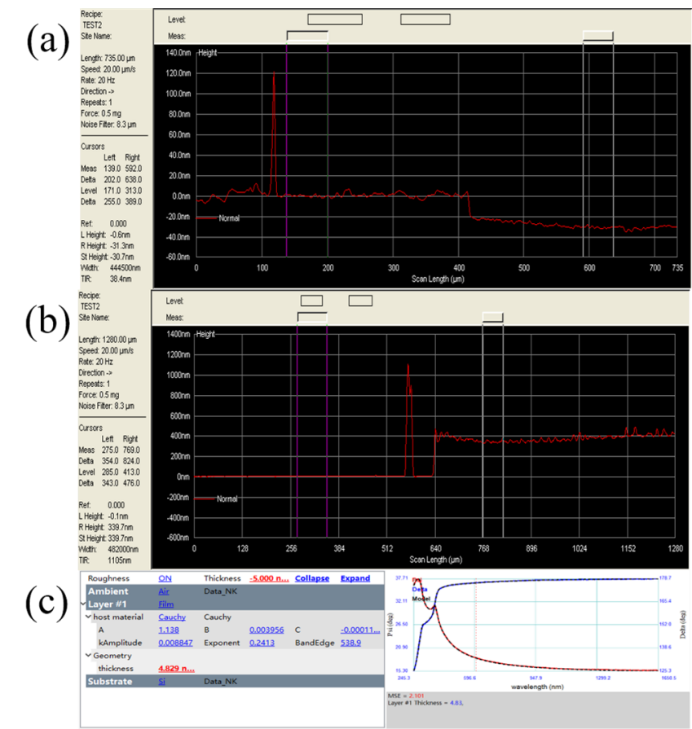 (a)
Recipe:
TEST2
Site Name:
Length: 735.00 µm
Speed: 20.00 µm/s
Rate: 20 Hz
Direction ->
Repeats: 1
Force: 0.5 mg
Noise Filter: 8.3 µm
Cursors
Left Right
Meas 139.0 592.0
Delta 202.0 638.0
Level 171.0 313.0
Delta 255.0 389.0
Ref: 0.000
L Height: -0.6nm
R Height: -31.3nm
St Height: -30.7nm
Width: 444500nm
TIR: 38.4nm
Level:
Meas:
140.0nm Height
120.0nm
100.0nm
80.0nm
60.0nm
40.0nm
20.0nm
0.0nm
-20.0nm
-40.0nm
-60.0nm
Normal
0 100 200 300 400 500 600 700 735
Scan Length (µm)
(b)
Recipe:
TEST2
Site Name:
Length: 1280.00 µm
Speed: 20.00 µm/s
Rate: 20 Hz
Direction ->
Repeats: 1
Force: 0.5 mg
Noise Filter: 8.3 µm
Cursors
Left Right
Meas 275.0 769.0
Delta 354.0 824.0
Level 285.0 413.0
Delta 343.0 476.0
Ref: 0.000
L Height: -0.1nm
R Height: 339.7nm
St Height: 339.7nm
Width: 482000nm
TIR: 1105nm
Level:
Meas:
1400nm Height
1200nm
1000nm
800nm
600nm
400nm
200nm
0nm
-200nm
-400nm
-600nm
Normal
0 128 256 384 512 640 768 896 1024 1152 1280
Scan Length (µm)
(c)
Roughness ON Thickness -5.000 n... Collapse Expand
Ambient Air Data_NK
Layer #1 Film
host material Cauchy Cauchy
A 1.138 B 0.003956 C -0.00011...
kAmplitude 0.008847 Exponent 0.2413 BandEdge 538.9
Geometry
thickness 4.829 n...
Substrate Si Data_NK
Delta
Model
Psi (deg)
Delta (deg)
wavelength (nm)
MSE = 2.101
Layer #1 Thickness = 4.83,